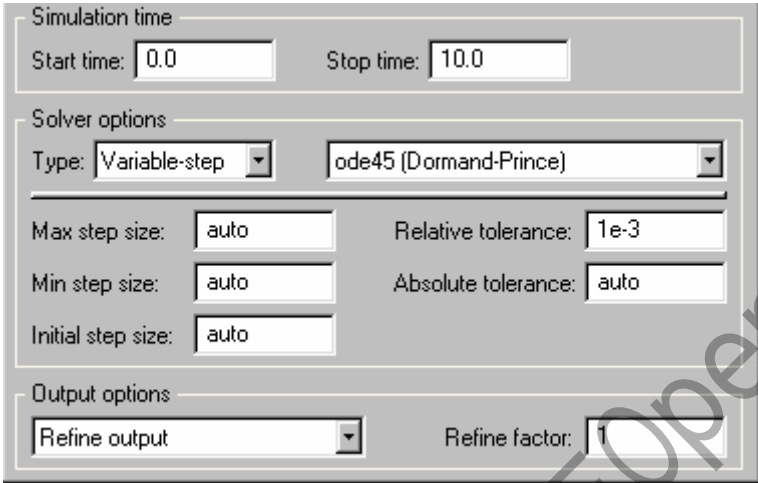 Simulation time
Start time: 0.0 Stop time: 10.0
Solver options
Type: Variable-step ode45 (Dormand-Prince)
Max step size: auto Relative tolerance: 1e-3
Min step size: auto Absolute tolerance: auto
Initial step size: auto
Output options
Refine output Refine factor: 1